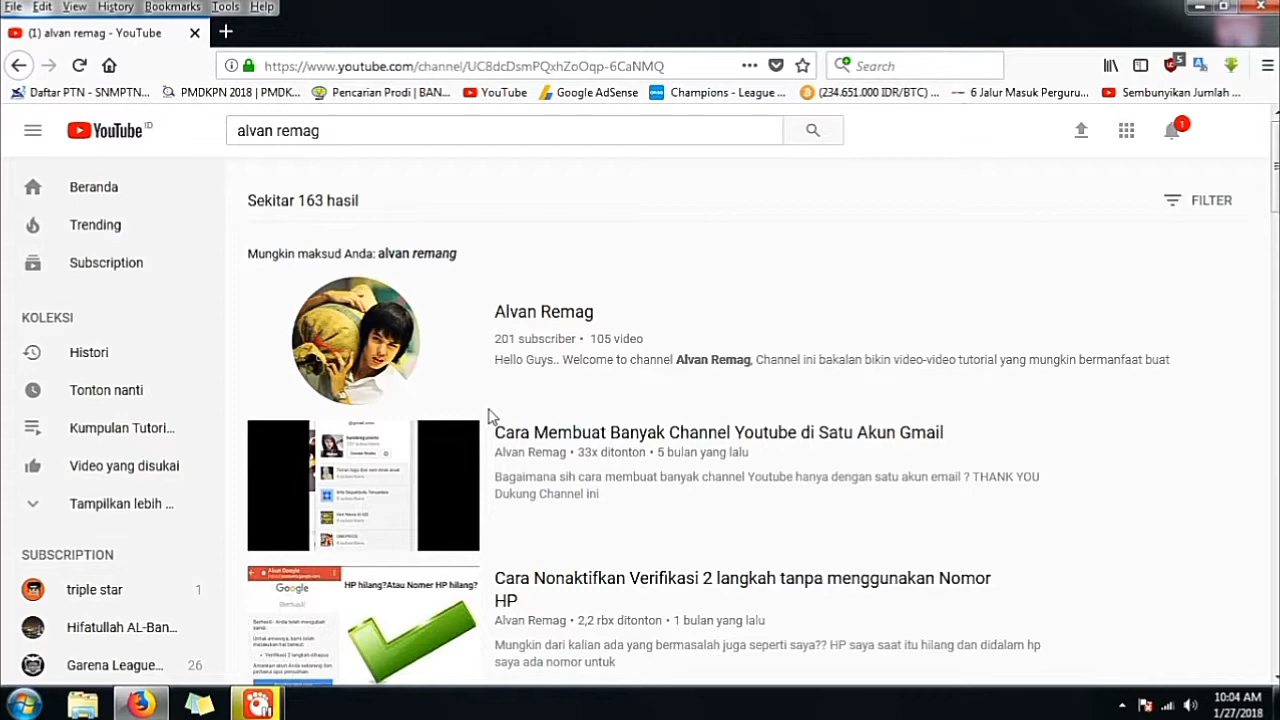 File Edit View History Bookmarks Tools Help
(1) alvan remag - YouTube
https://www.youtube.com/channel/UC8dcDsmPQxhZoOqp-6CaNMQ
Search
5
Daftar PTN - SNMPTN... PMDKPN 2018 | PMDK... Pencarian Prodi | BAN... YouTube Google AdSense Champions - League ... (234.651.000 IDR/BTC) ... 6 Jalur Masuk Perguru... Sembunyikan Jumlah ...
YouTube ID
alvan remag
1
Beranda
Trending
Subscription
KOLEKSI
Histori
Tonton nanti
Kumpulan Tutori...
Video yang disukai
Tampilkan lebih ...
SUBSCRIPTION
triple star 1
Hifatullah AL-Ban...
Garena League... 26
Sekitar 163 hasil
FILTER
Mungkin maksud Anda: alvan remang
Alvan Remag
201 subscriber • 105 video
Hello Guys.. Welcome to channel Alvan Remag, Channel ini bakalan bikin video-video tutorial yang mungkin bermanfaat buat
Cara Membuat Banyak Channel Youtube di Satu Akun Gmail
Alvan Remag • 33x ditonton • 5 bulan yang lalu
Bagaimana sih cara membuat banyak channel Youtube hanya dengan satu akun email ? THANK YOU
Dukung Channel ini
Google
HP hilang?Atau Nomer HP hilang?
Cara Nonaktifkan Verifikasi 2 langkah tanpa menggunakan Nomor
HP
Alvan Remag • 2,2 rbx ditonton • 1 bulan yang lalu
Mungkin dari kalian ada yang bermasalah juga seperti saya?? HP saya saat itu hilang dan didalam hp
saya ada nomor untuk
10:04 AM
1/27/2018